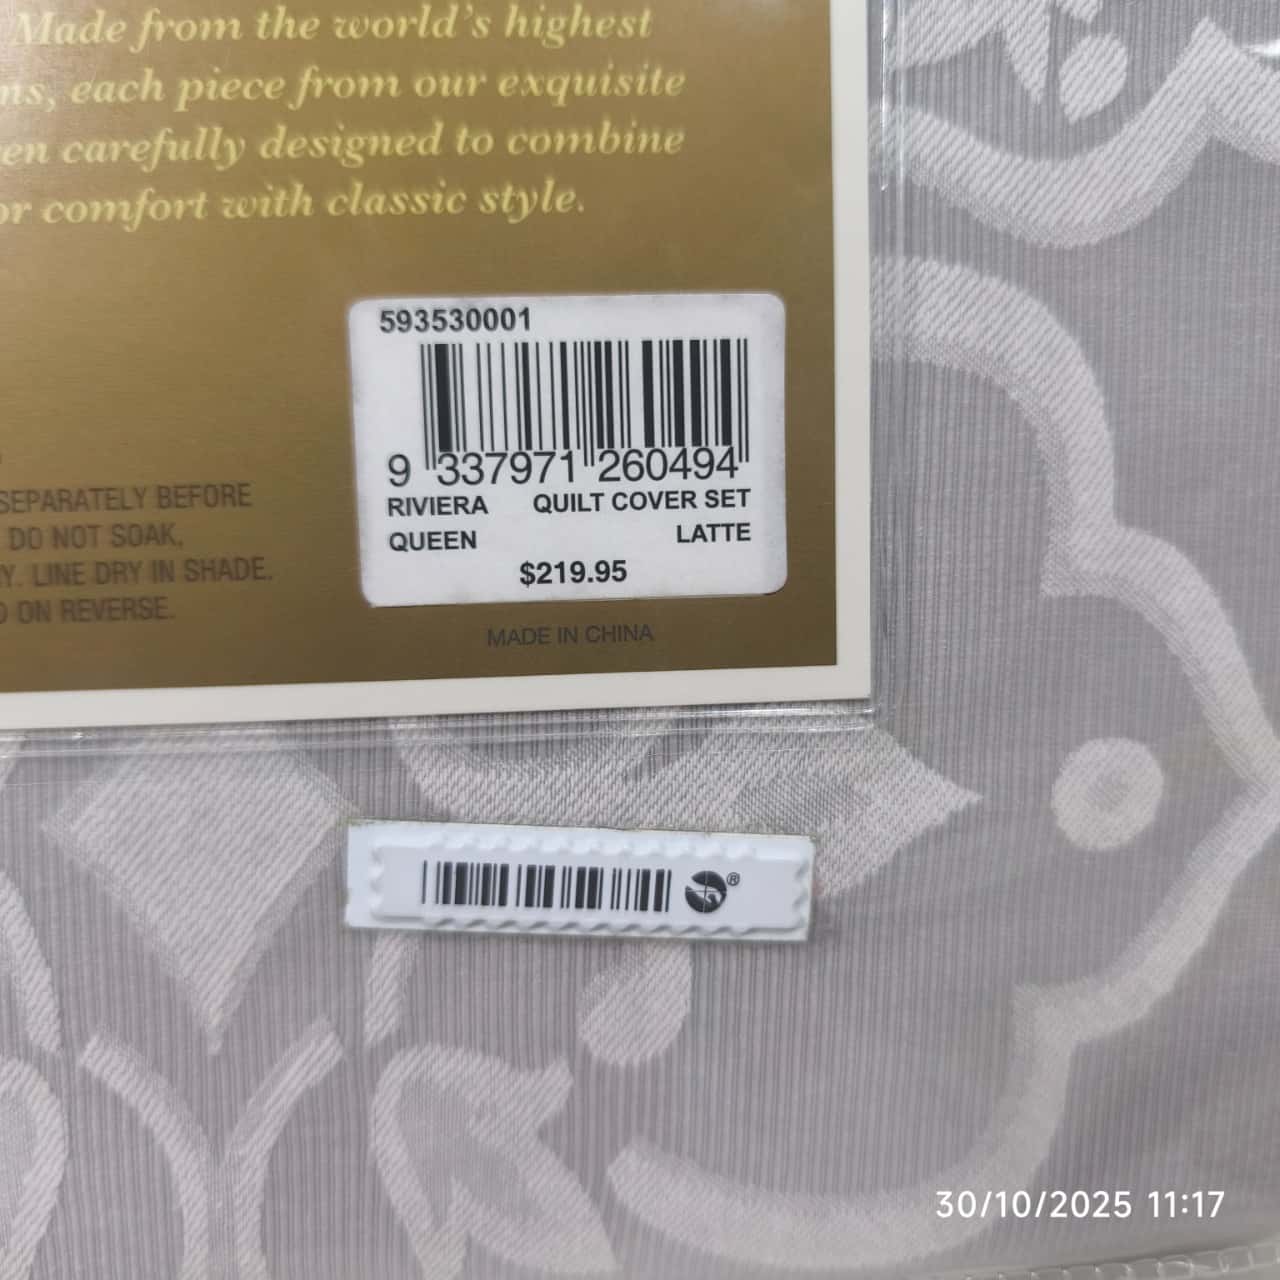 Made from the world's highest
ns, each piece from our exquisite
en carefully designed to combine
or comfort with classic style.
593530001
9 337971 260494
RIVIERA QUILT COVER SET
QUEEN LATTE
$219.95
SEPARATELY BEFORE
DO NOT SOAK,
Y. LINE DRY IN SHADE.
D ON REVERSE.
MADE IN CHINA
®
30/10/2025 11:17